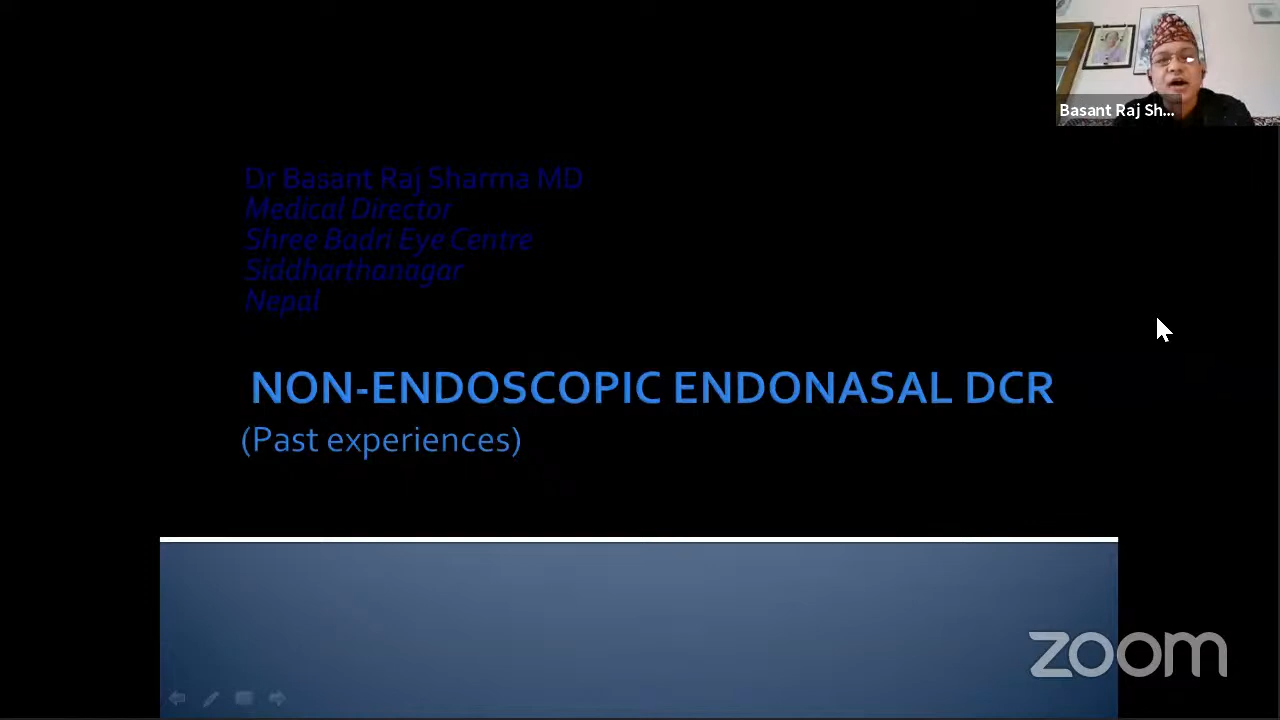 Basant Raj Sh...
Dr Basant Raj Sharma MD
Medical Director
Shree Badri Eye Centre
Siddharthanagar
Nepal
NON-ENDOSCOPIC ENDONASAL DCR
(Past experiences)
zoom